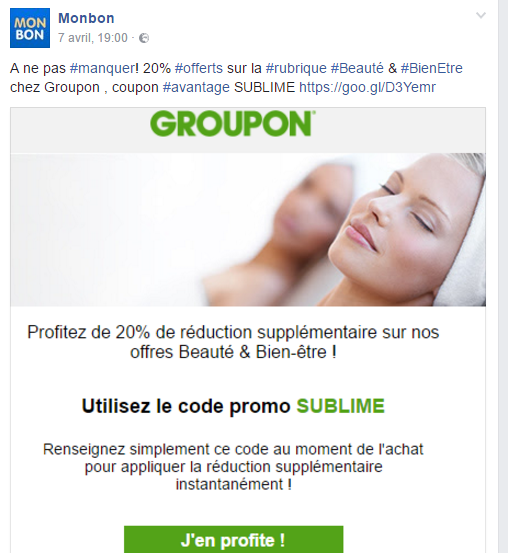 MON
BON
Monbon
7 avril, 19:00 ·
A ne pas #manquer! 20% #offerts sur la #rubrique #Beauté & #BienEtre
chez Groupon , coupon #avantage SUBLIME https://goo.gl/D3Yemr
GROUPON
Profitez de 20% de réduction supplémentaire sur nos
offres Beauté & Bien-être !
Utilisez le code promo SUBLIME
Renseignez simplement ce code au moment de l'achat
pour appliquer la réduction supplémentaire
instantanément !
J'en profite !